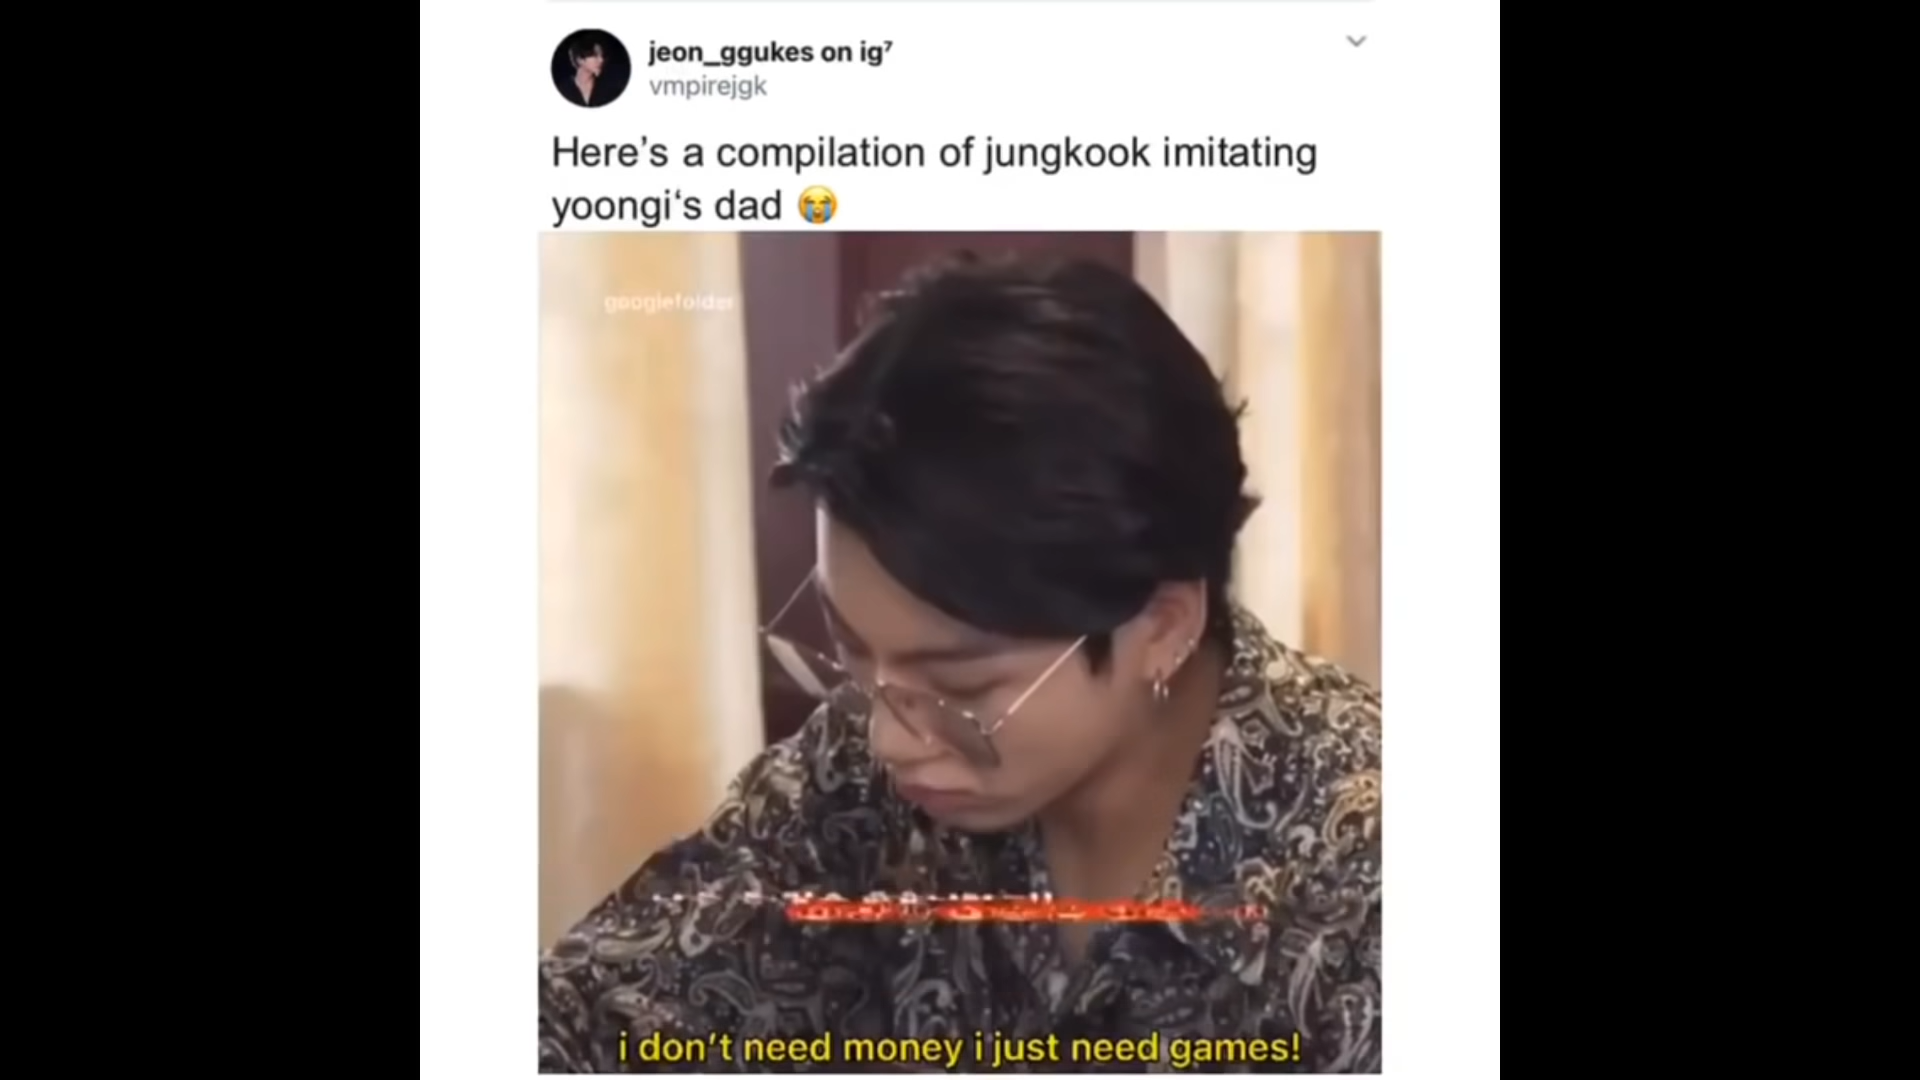 jeon_ggukes on ig⁷
vmpirejgk
Here’s a compilation of jungkook imitating
yoongi‘s dad 😭
googlefolder
i don’t need money i just need games!